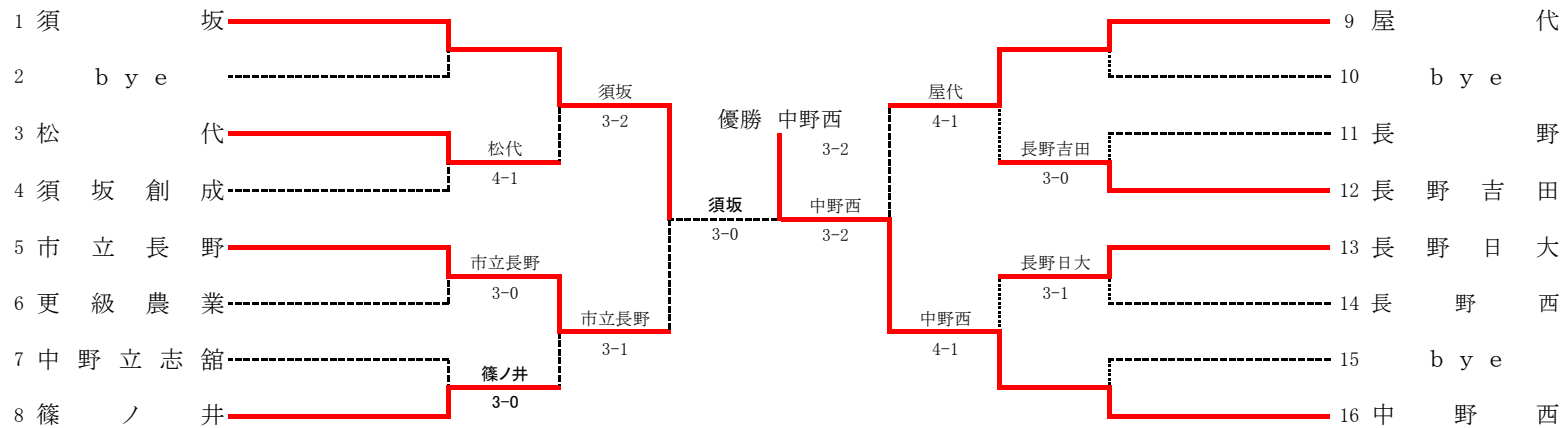 1 須坂
2 bye
3 松代
4 須坂創成
5 市立長野
6 更級農業
7 中野立志舘
8 篠ノ井
松代
4-1
市立長野
3-0
篠ノ井
3-0
須坂
3-2
市立長野
3-1
須坂
3-0
優勝 中野西
3-2
中野西
3-2
屋代
4-1
中野西
4-1
長野吉田
3-0
長野日大
3-1
9 屋代
10 bye
11 長野
12 長野吉田
13 長野日大
14 長野西
15 bye
16 中野西